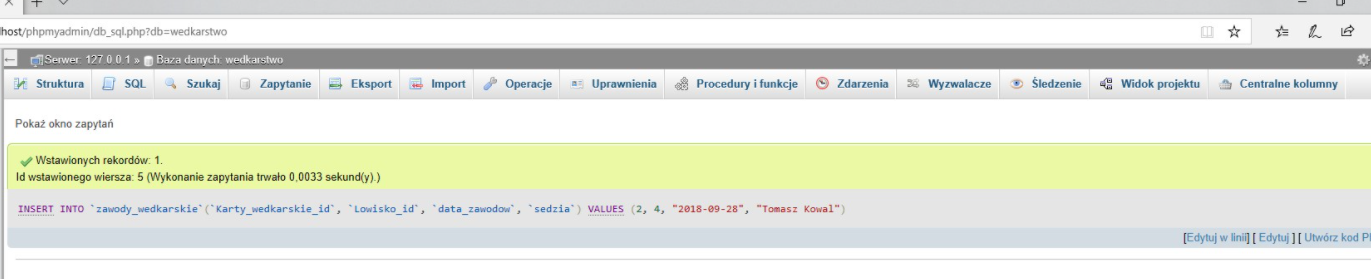 host/phpmyadmin/db_sql.php?db=wedkarstwo
Serwer: 127.0.0.1 » Baza danych: wedkarstwo
Struktura SQL Szukaj Zapytanie Eksport Import Operacje Uprawnienia Procedury i funkcje Zdarzenia Wyzwalacze Śledzenie Widok projektu Centralne kolumny
Pokaż okno zapytań
Wstawionych rekordów: 1.
Id wstawionego wiersza: 5 (Wykonanie zapytania trwało 0,0033 sekund(y).)
INSERT INTO `zawody_wedkarskie`(`Karty_wedkarskie_id`, `Lowisko_id`, `data_zawodow`, `sedzia`) VALUES (2, 4, "2018-09-28", "Tomasz Kowal")
[Edytuj w linii] [ Edytuj ] [ Utwórz kod